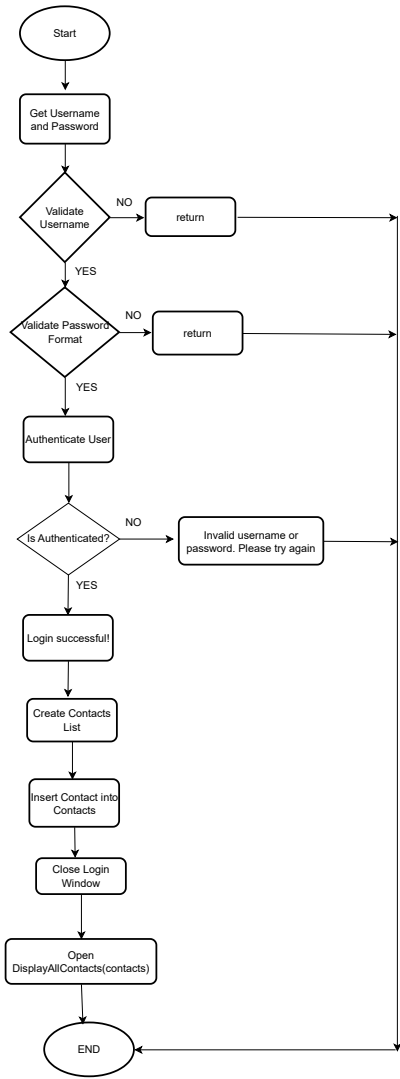 Start
Get Username
and Password
Validate
Username
NO
return
YES
Validate Password
Format
NO
return
YES
Authenticate User
Is Authenticated?
NO
Invalid username or
password. Please try again
YES
Login successful!
Create Contacts
List
Insert Contact into
Contacts
Close Login
Window
Open
DisplayAllContacts(contacts)
END